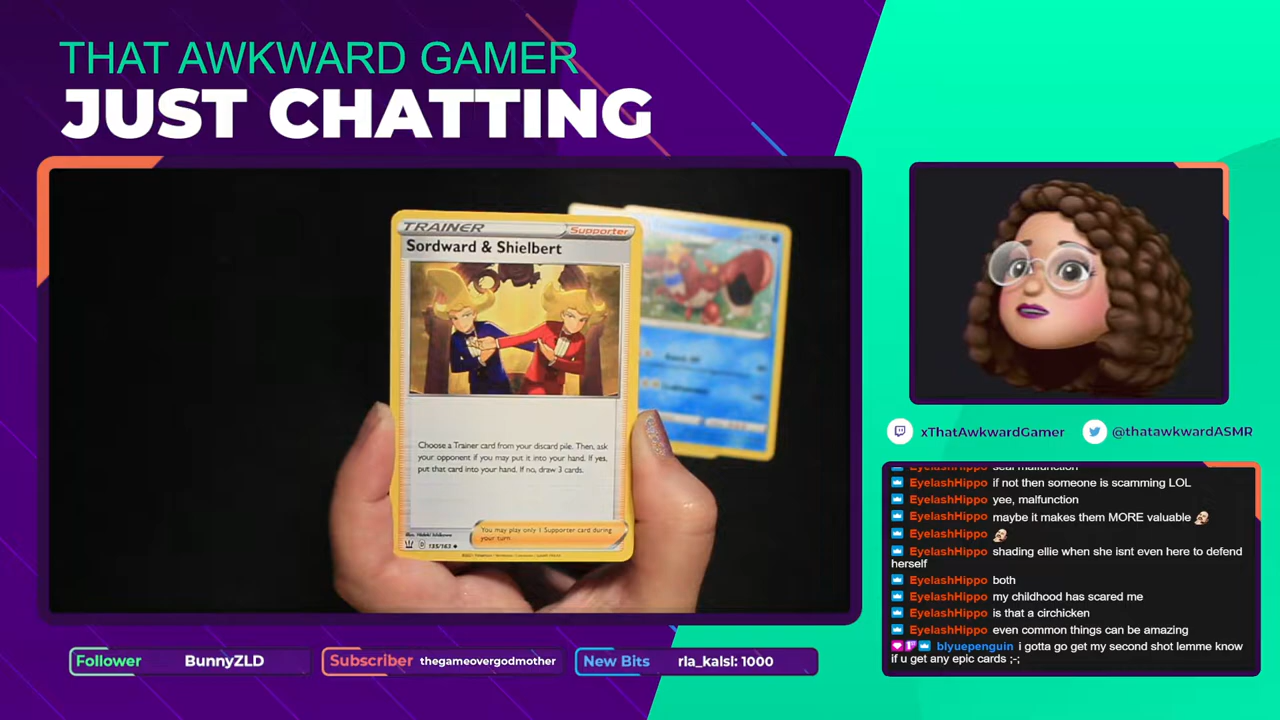 THAT AWKWARD GAMER
JUST CHATTING
TRAINER
Supporter
Sordward & Shielbert
Choose a Trainer card from your discard pile. Then, ask
your opponent if you may put it into your hand. If yes,
put that card into your hand. If no, draw 3 cards.
You may play only 1 Supporter card during
your turn.
135/163
xThatAwkwardGamer
@thatawkwardASMR
EyelashHippo if not then someone is scamming LOL
EyelashHippo yee, malfunction
EyelashHippo maybe it makes them MORE valuable
EyelashHippo
EyelashHippo shading ellie when she isnt even here to defend
herself
EyelashHippo both
EyelashHippo my childhood has scared me
EyelashHippo is that a circhicken
EyelashHippo even common things can be amazing
blyuepenguin i gotta go get my second shot lemme know
if u get any epic cards ;-;
Follower BunnyZLD
Subscriber thegameovergodmother
New Bits ria_kalsi: 1000